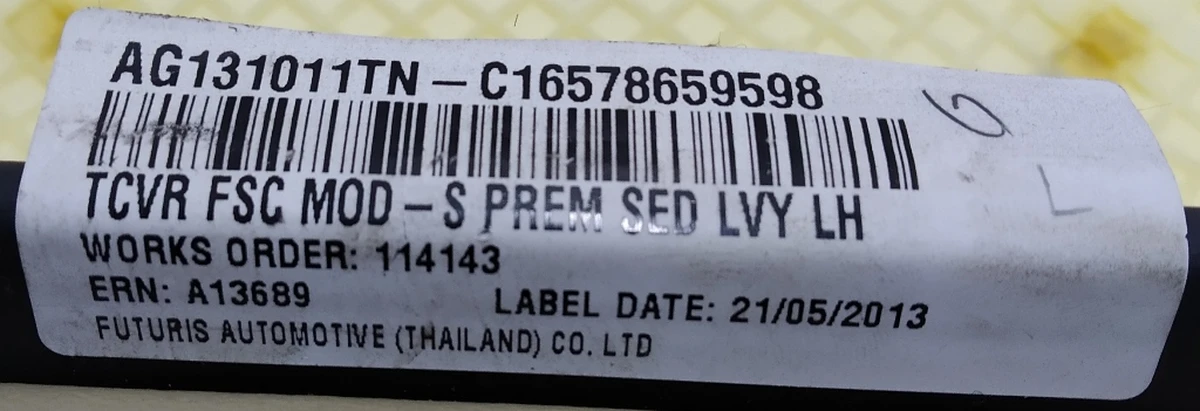 AG131011TN - C16578659598
TCVR FSC MOD - S PREM SED LVY LH
WORKS ORDER: 114143
ERN: A13689
LABEL DATE: 21/05/2013
FUTURIS AUTOMOTIVE (THAILAND) CO. LTD
L